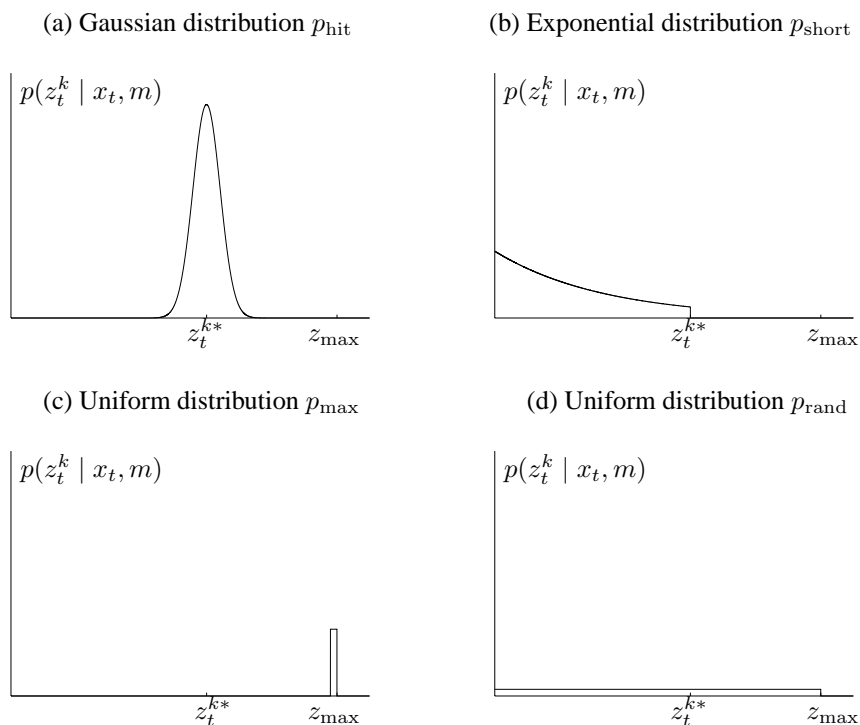 (a) Gaussian distribution p_hit
(b) Exponential distribution p_short
p(z_t^k | x_t, m)
p(z_t^k | x_t, m)
z_t^{k*} z_max
z_t^{k*} z_max
(c) Uniform distribution p_max
(d) Uniform distribution p_rand
p(z_t^k | x_t, m)
p(z_t^k | x_t, m)
z_t^{k*} z_max
z_t^{k*} z_max